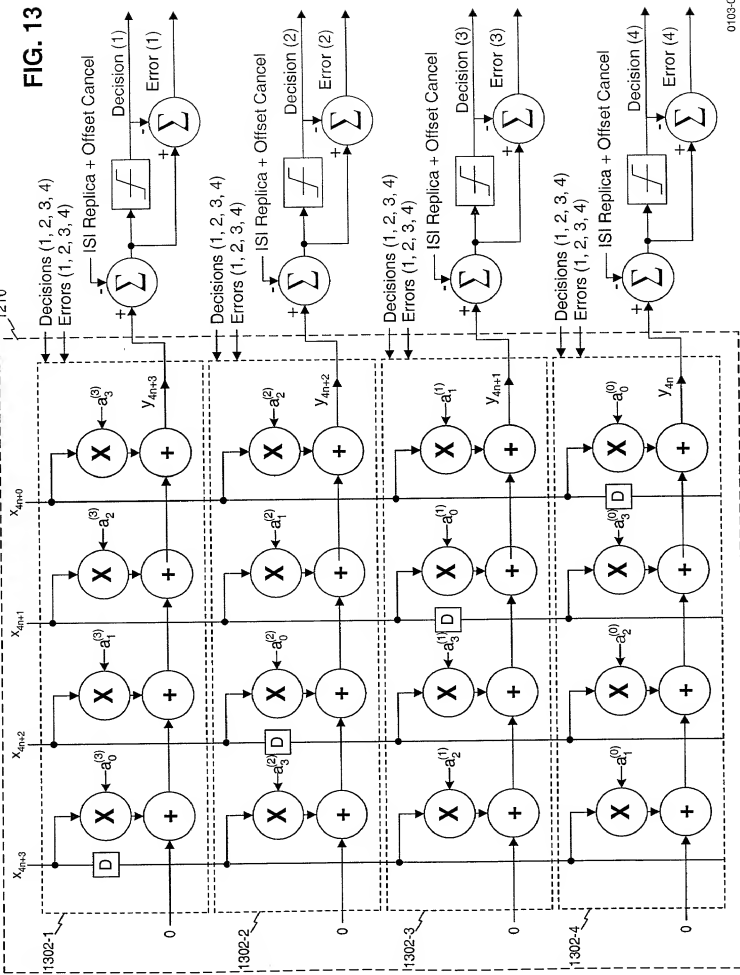 FIG. 13
1210
X4n+3
X4n+2
X4n+1
X4n+0
Decisions (1, 2, 3, 4)
Errors (1, 2, 3, 4)
ISI Replica + Offset Cancel
1302-1
D
a0(3)
a1(3)
a2(3)
a3(3)
X X X X
+ + + +
0
y4n+3
+ -
Σ
Decision (1)
+ -
Σ
Error (1)
Decisions (1, 2, 3, 4)
Errors (1, 2, 3, 4)
ISI Replica + Offset Cancel
1302-2
D
a3(2)
a0(2)
a1(2)
a2(2)
X X X X
+ + + +
0
y4n+2
+ -
Σ
Decision (2)
+ -
Σ
Error (2)
Decisions (1, 2, 3, 4)
Errors (1, 2, 3, 4)
ISI Replica + Offset Cancel
1302-3
D
a2(1)
a3(1)
a0(1)
a1(1)
X X X X
+ + + +
0
y4n+1
+ -
Σ
Decision (3)
+ -
Σ
Error (3)
Decisions (1, 2, 3, 4)
Errors (1, 2, 3, 4)
ISI Replica + Offset Cancel
1302-4
D
a1(0)
a2(0)
a3(0)
a0(0)
X X X X
+ + + +
0
y4n
+ -
Σ
Decision (4)
+ -
Σ
Error (4)